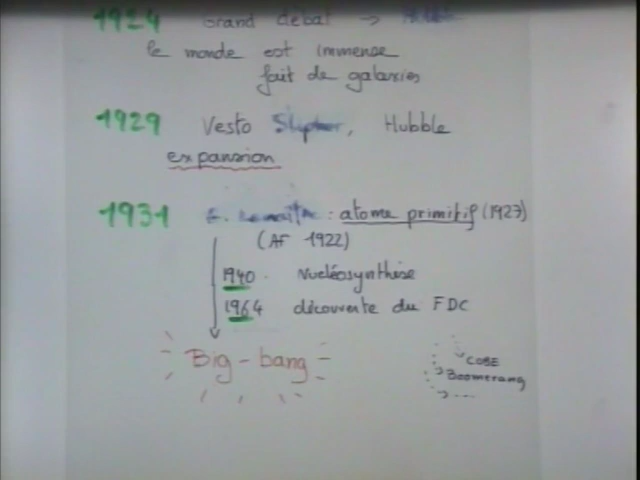 1924 Grand débat →
le monde est immense
fait de galaxies
1929 Vesto Slipher, Hubble
expansion
1931 G. Lemaître : atome primitif (1927)
(AF 1922)
1940 Nucléosynthèse
1964 découverte du FDC
Big-bang
COBE
Boomerang
...